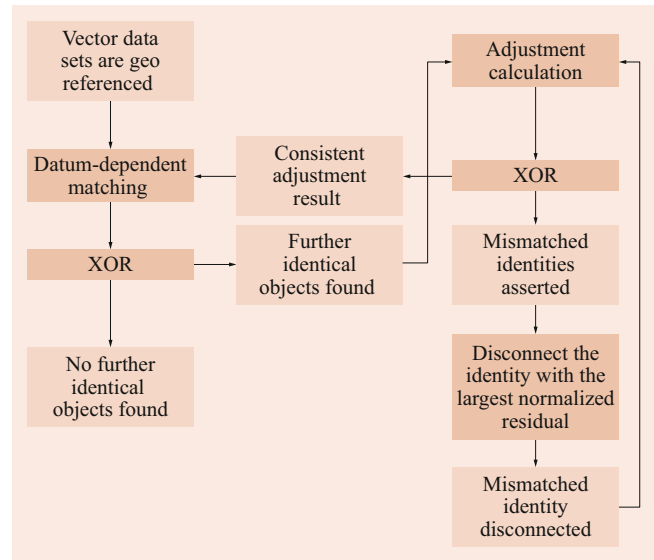 Vector data
sets are geo
referenced
Datum-dependent
matching
XOR
No further
identical
objects found
Consistent
adjustment
result
Further
identical
objects found
Adjustment
calculation
XOR
Mismatched
identities
asserted
Disconnect the
identity with the
largest normalized
residual
Mismatched
identity
disconnected